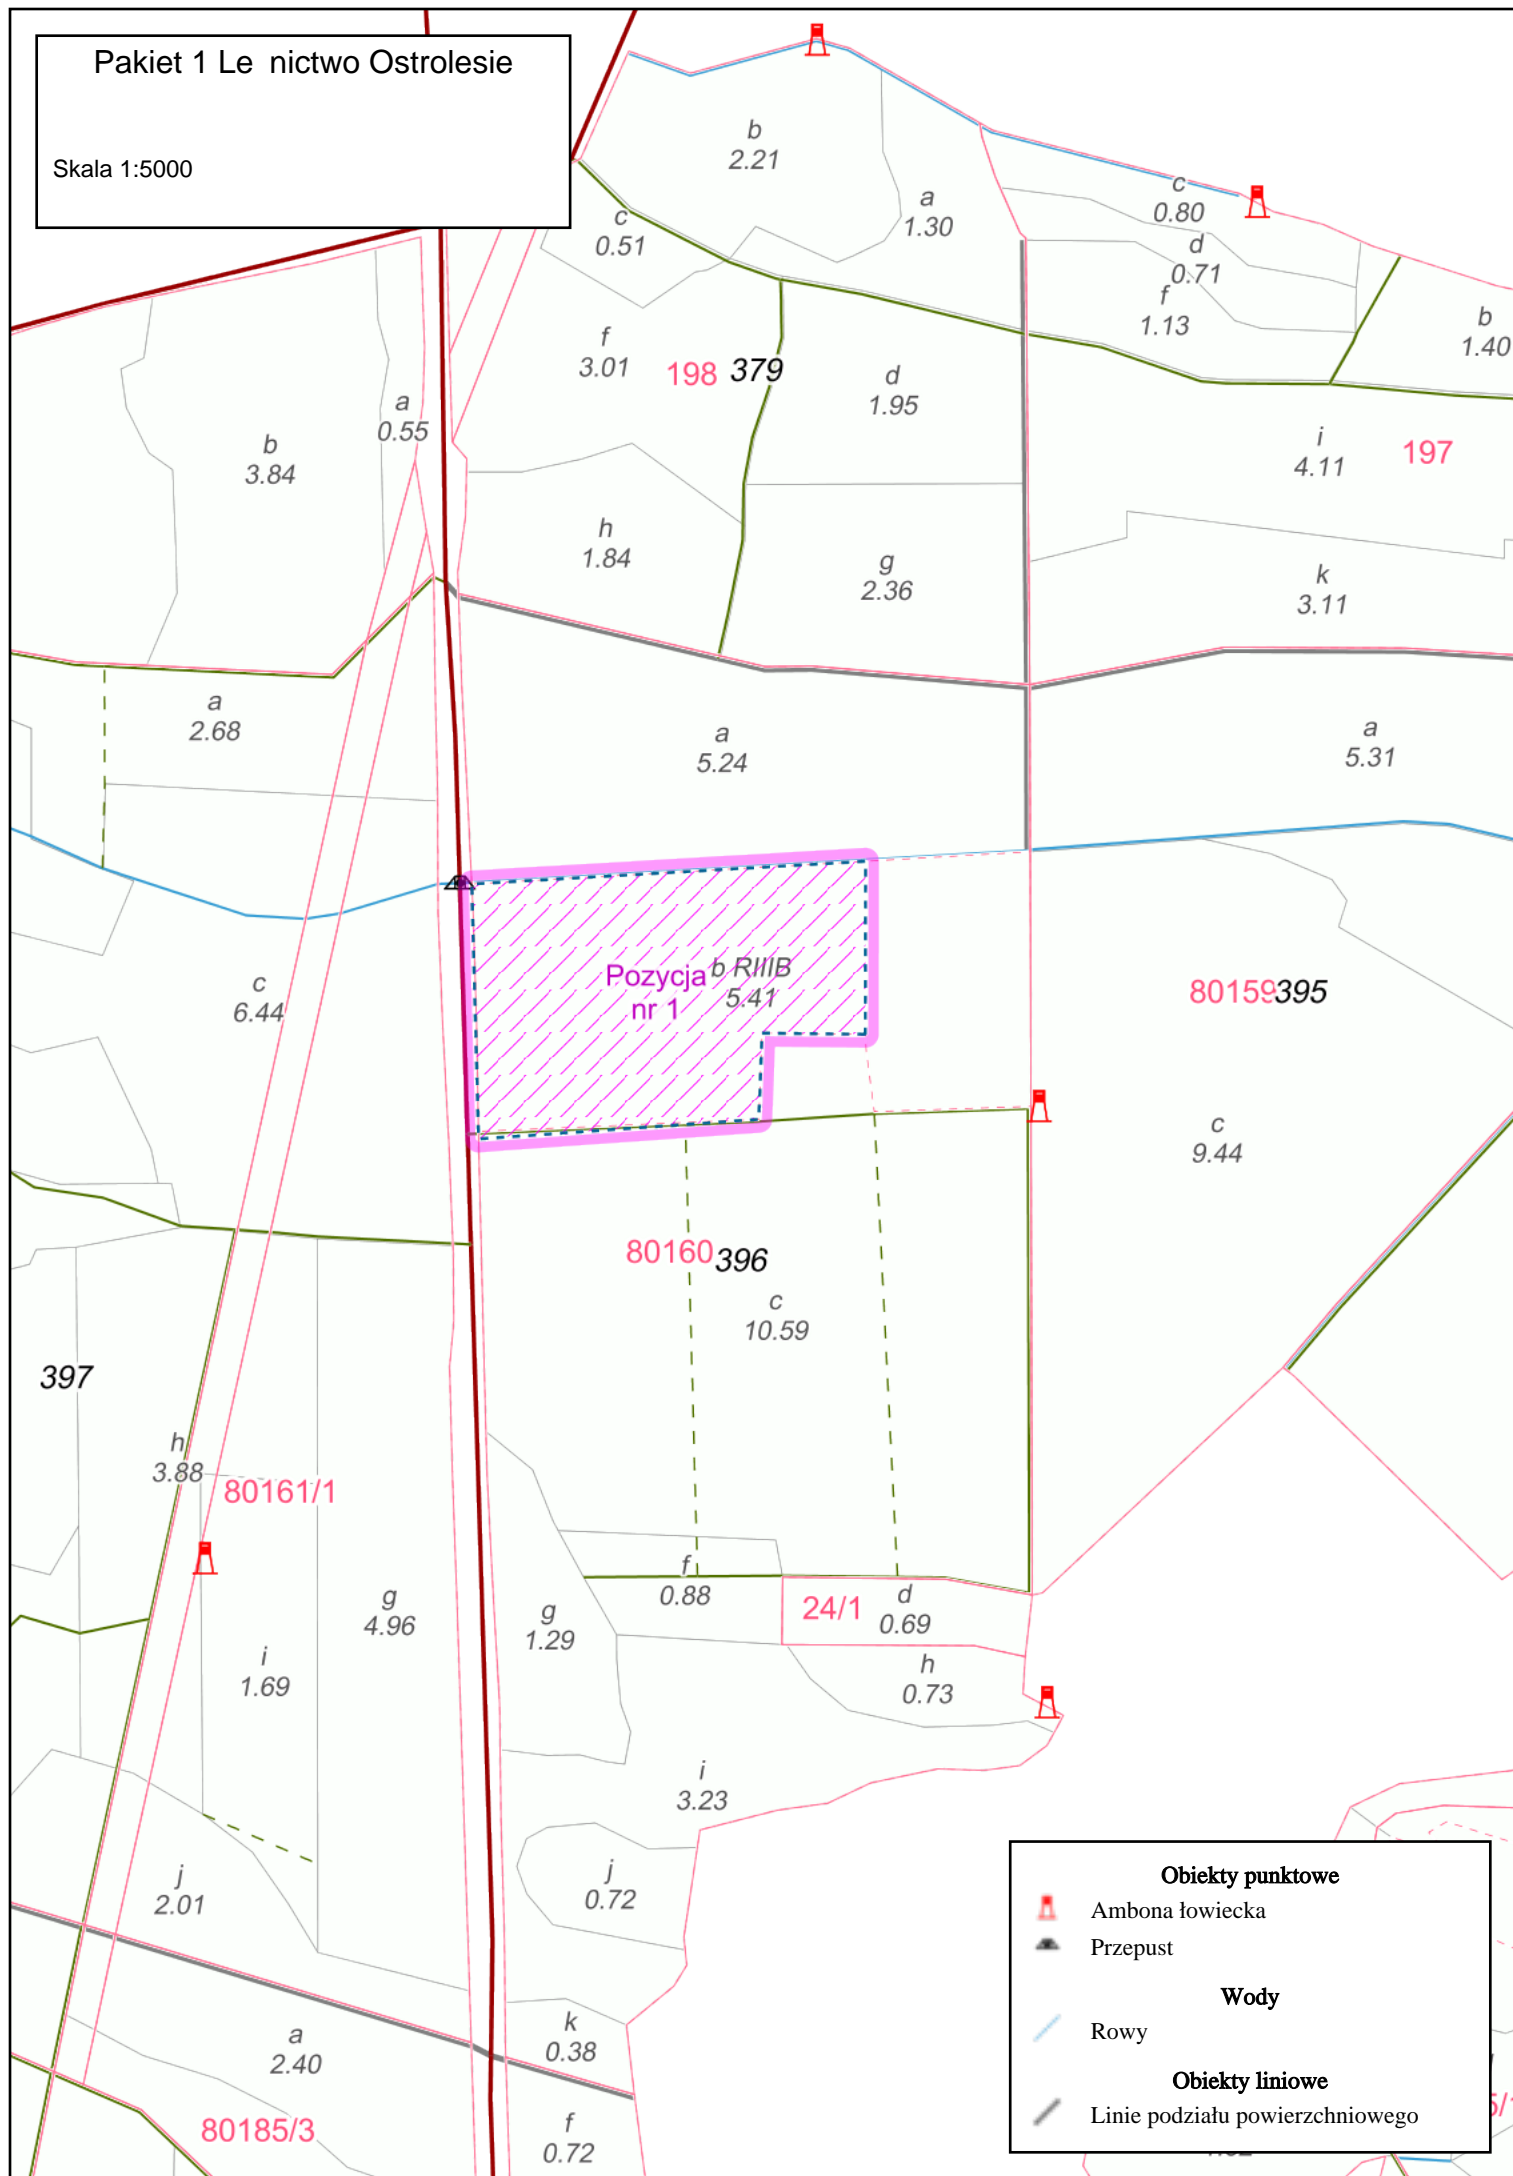 Pakiet 1 Le nictwo Ostrolesie
Skala 1:5000
b
2.21
a
1.30
c
0.80
d
0.71
f
1.13
b
1.40
c
0.51
f
3.01
198 379
d
1.95
i
4.11
197
a
0.55
b
3.84
h
1.84
g
2.36
k
3.11
a
2.68
a
5.24
a
5.31
Pozycja
nr 1
b RIIIB
5.41
c
6.44
80159 395
c
9.44
80160 396
c
10.59
397
h
3.88
80161/1
g
4.96
i
1.69
f
0.88
g
1.29
24/1
d
0.69
h
0.73
i
3.23
j
0.72
j
2.01
k
0.38
a
2.40
80185/3
f
0.72
Obiekty punktowe
Ambona łowiecka
Przepust
Wody
Rowy
Obiekty liniowe
Linie podziału powierzchniowego